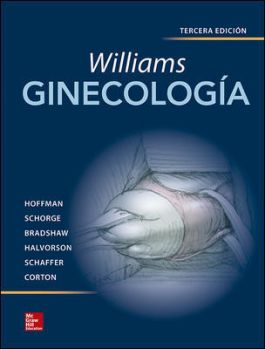 TERCERA EDICIÓN
Williams
GINECOLOGÍA
HOFFMAN
SCHORGE
BRADSHAW
HALVORSON
SCHAFFER
CORTON
Mc
Graw
Hill
Education